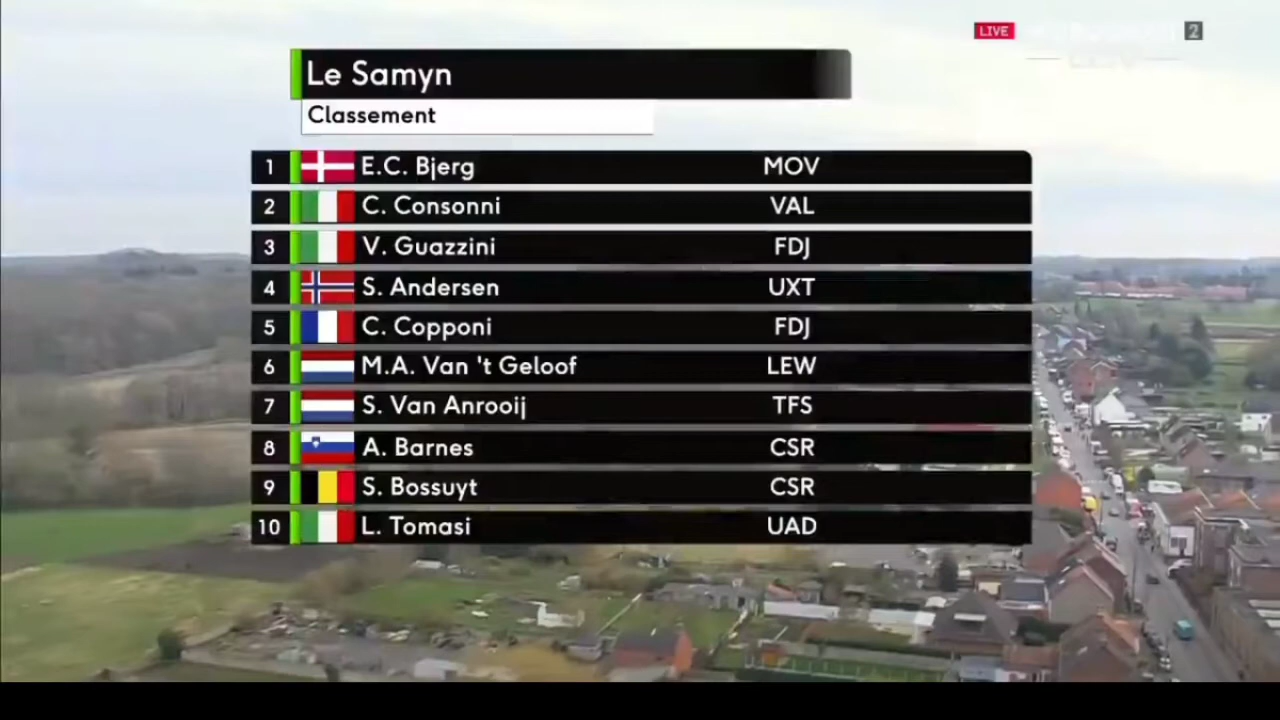 LIVE
2
Le Samyn
Classement
1 E.C. Bjerg MOV
2 C. Consonni VAL
3 V. Guazzini FDJ
4 S. Andersen UXT
5 C. Copponi FDJ
6 M.A. Van 't Geloof LEW
7 S. Van Anrooij TFS
8 A. Barnes CSR
9 S. Bossuyt CSR
10 L. Tomasi UAD